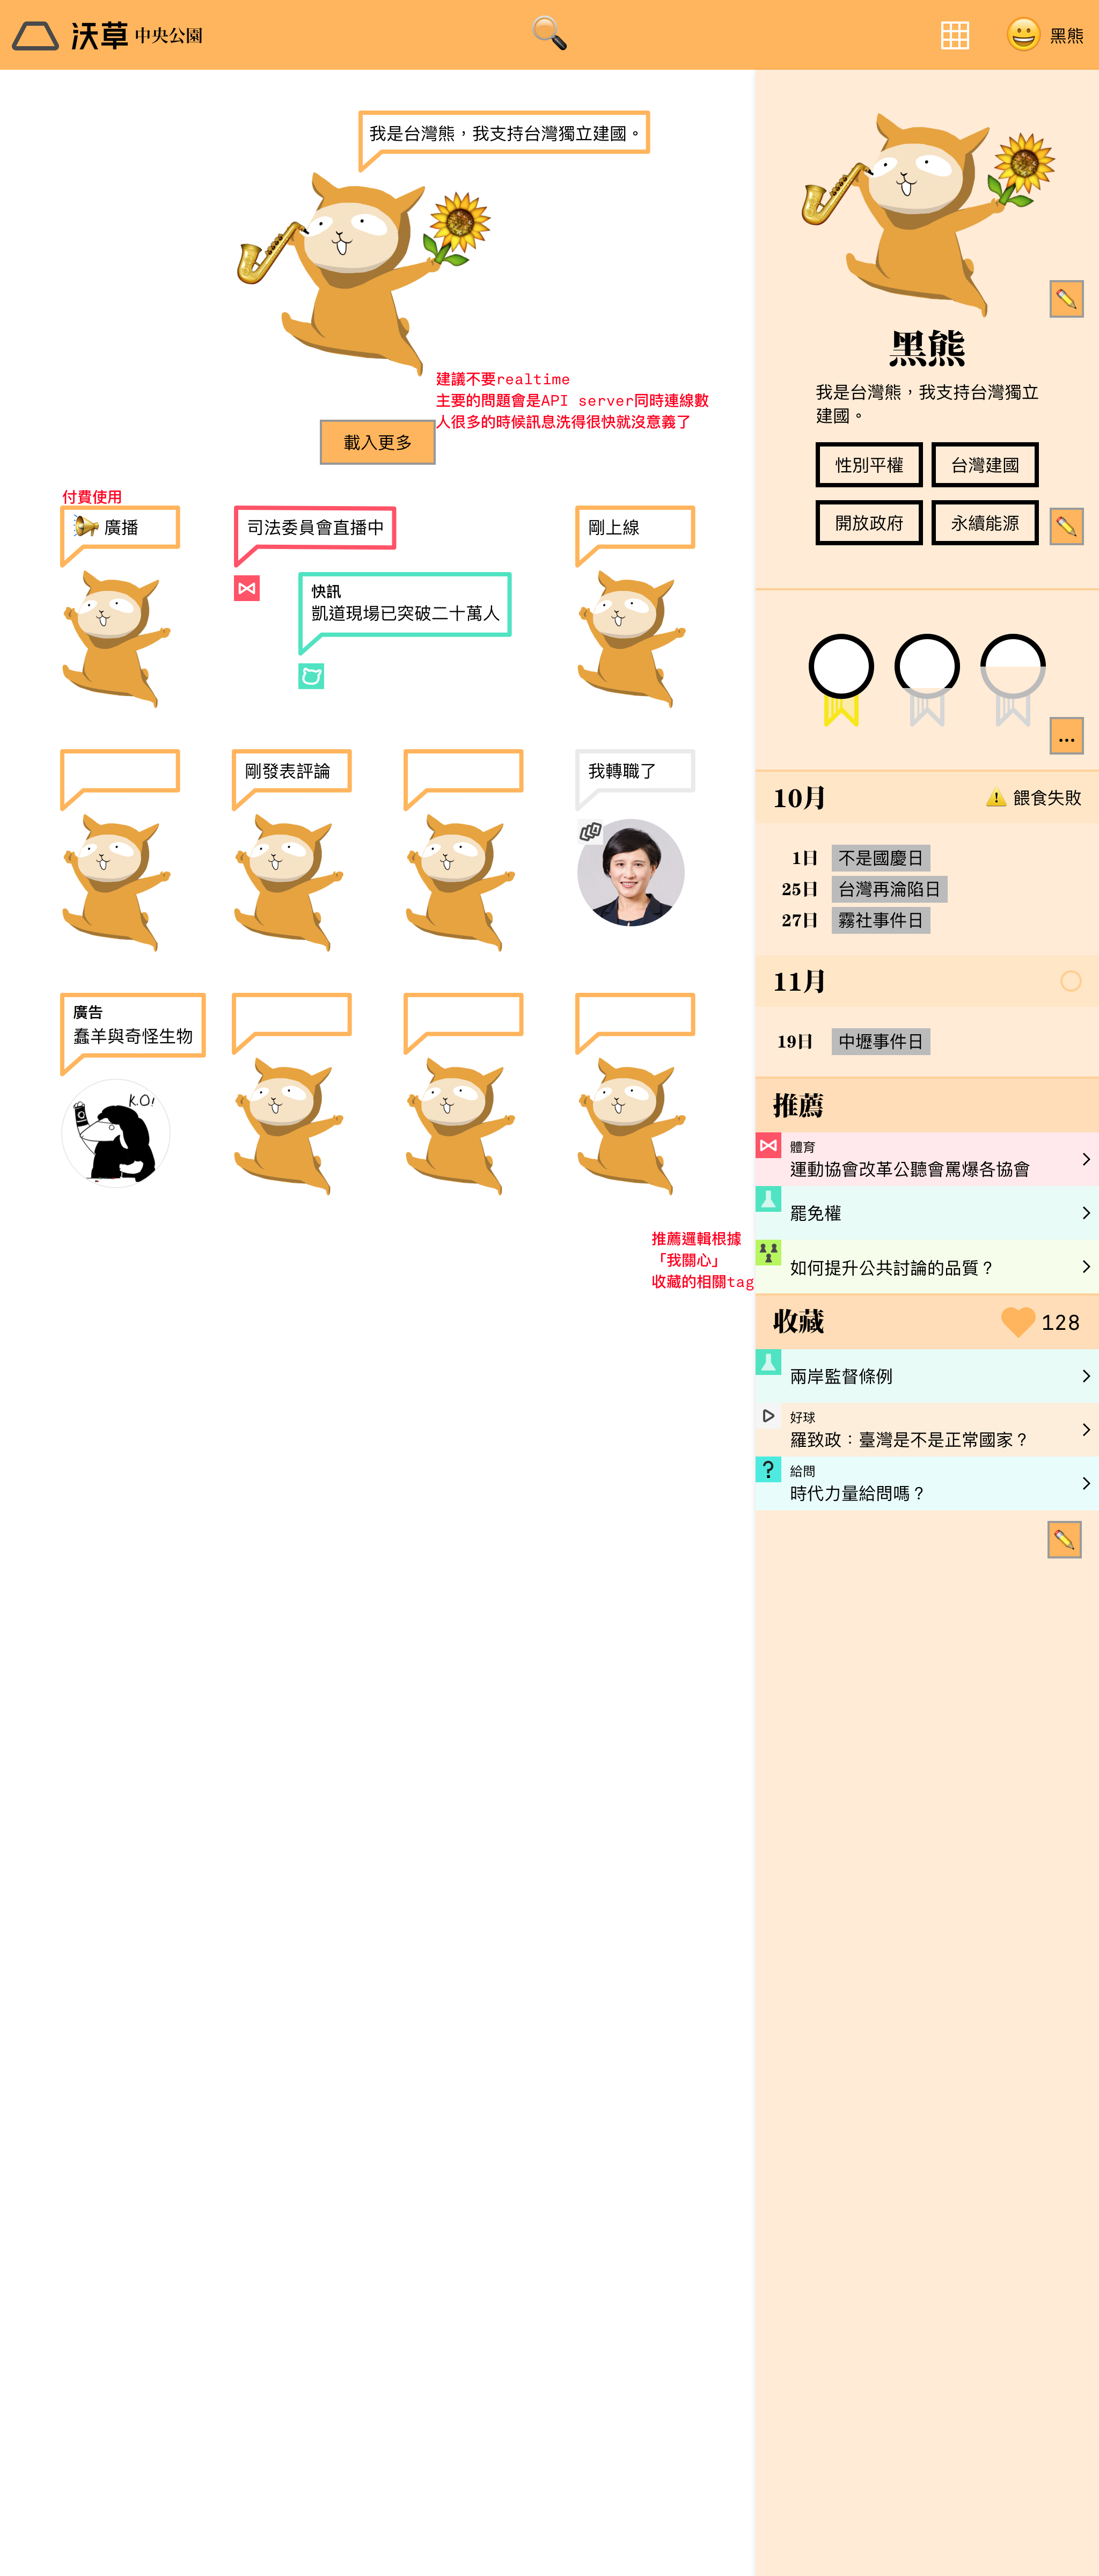 沃草 中央公園
黑熊
我是台灣熊，我支持台灣獨立建國。
建議不要realtime
主要的問題會是API server同時連線數
人很多的時候訊息洗得很快就沒意義了
載入更多
付費使用
廣播
司法委員會直播中
剛上線
快訊
凱道現場已突破二十萬人
剛發表評論
我轉職了
廣告
蠢羊與奇怪生物
K.O!
推薦邏輯根據
「我關心」
收藏的相關tag
黑熊
我是台灣熊，我支持台灣獨立
建國。
性別平權
台灣建國
開放政府
永續能源
...
10月
餵食失敗
1日 不是國慶日
25日 台灣再淪陷日
27日 霧社事件日
11月
19日 中壢事件日
推薦
體育
運動協會改革公聽會罵爆各協會
罷免權
如何提升公共討論的品質？
收藏
128
兩岸監督條例
好球
羅致政：臺灣是不是正常國家？
?
給問
時代力量給問嗎？